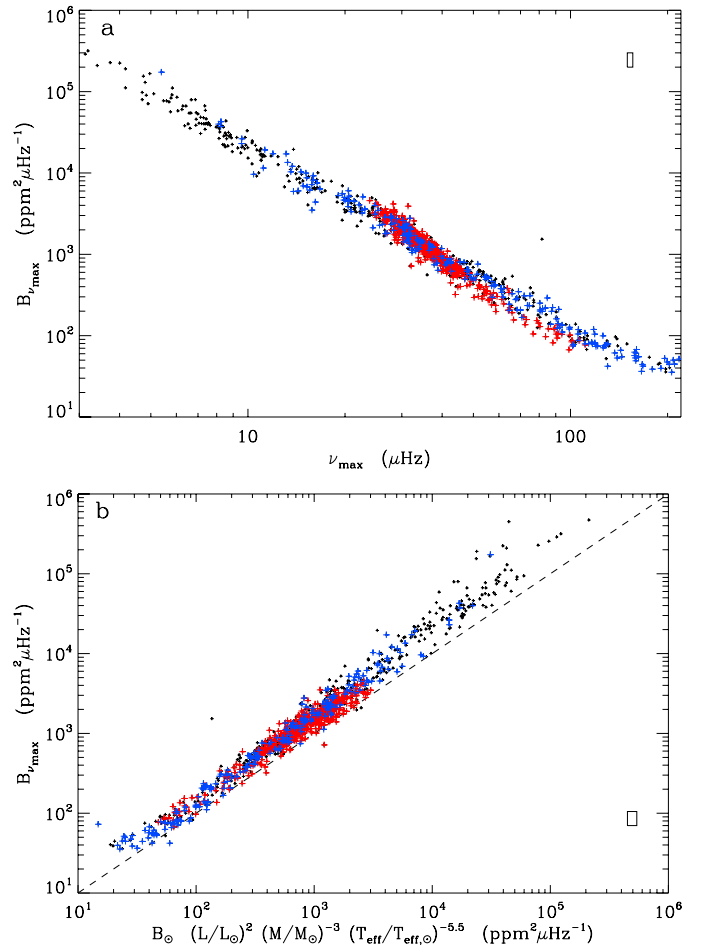 a
10⁶
10⁵
10⁴
10³
10²
10¹
B_νmax (ppm²μHz⁻¹)
10 100
ν_max (μHz)
b
10⁶
10⁵
10⁴
10³
10²
10¹
B_νmax (ppm²μHz⁻¹)
10¹ 10² 10³ 10⁴ 10⁵ 10⁶
B_⊙ (L/L_⊙)² (M/M_⊙)⁻³ (T_eff/T_eff,⊙)⁻⁵·⁵ (ppm²μHz⁻¹)